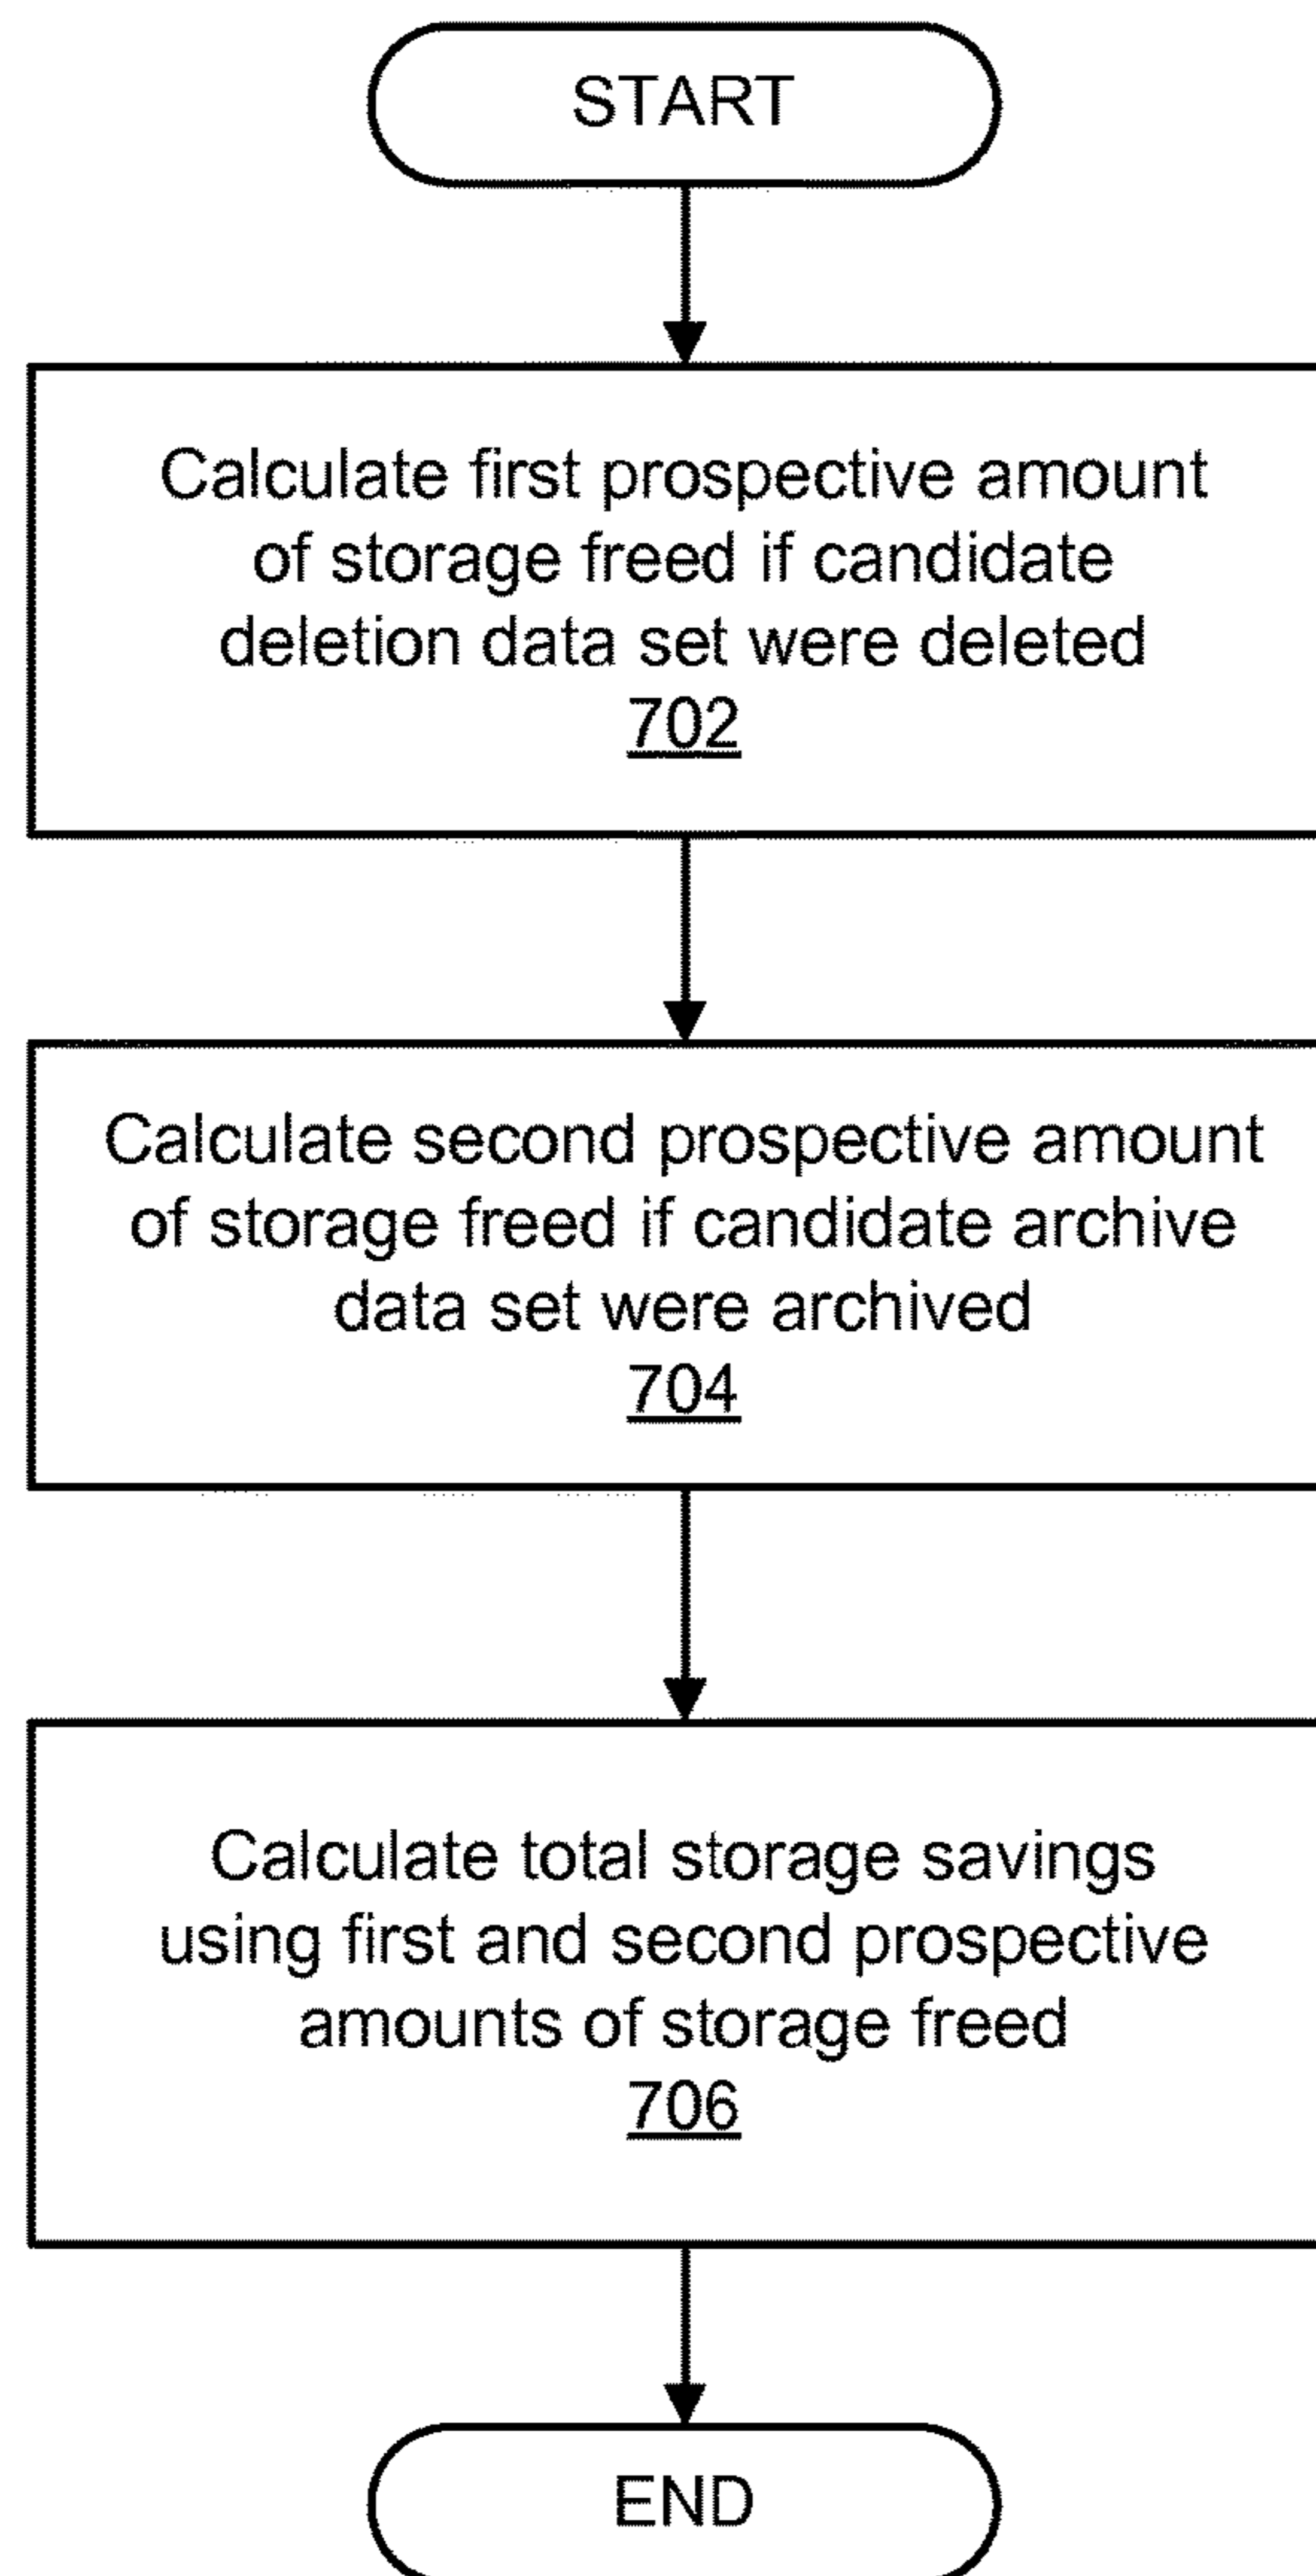 START
Calculate first prospective amount
of storage freed if candidate
deletion data set were deleted
702
Calculate second prospective amount
of storage freed if candidate archive
data set were archived
704
Calculate total storage savings
using first and second prospective
amounts of storage freed
706
END